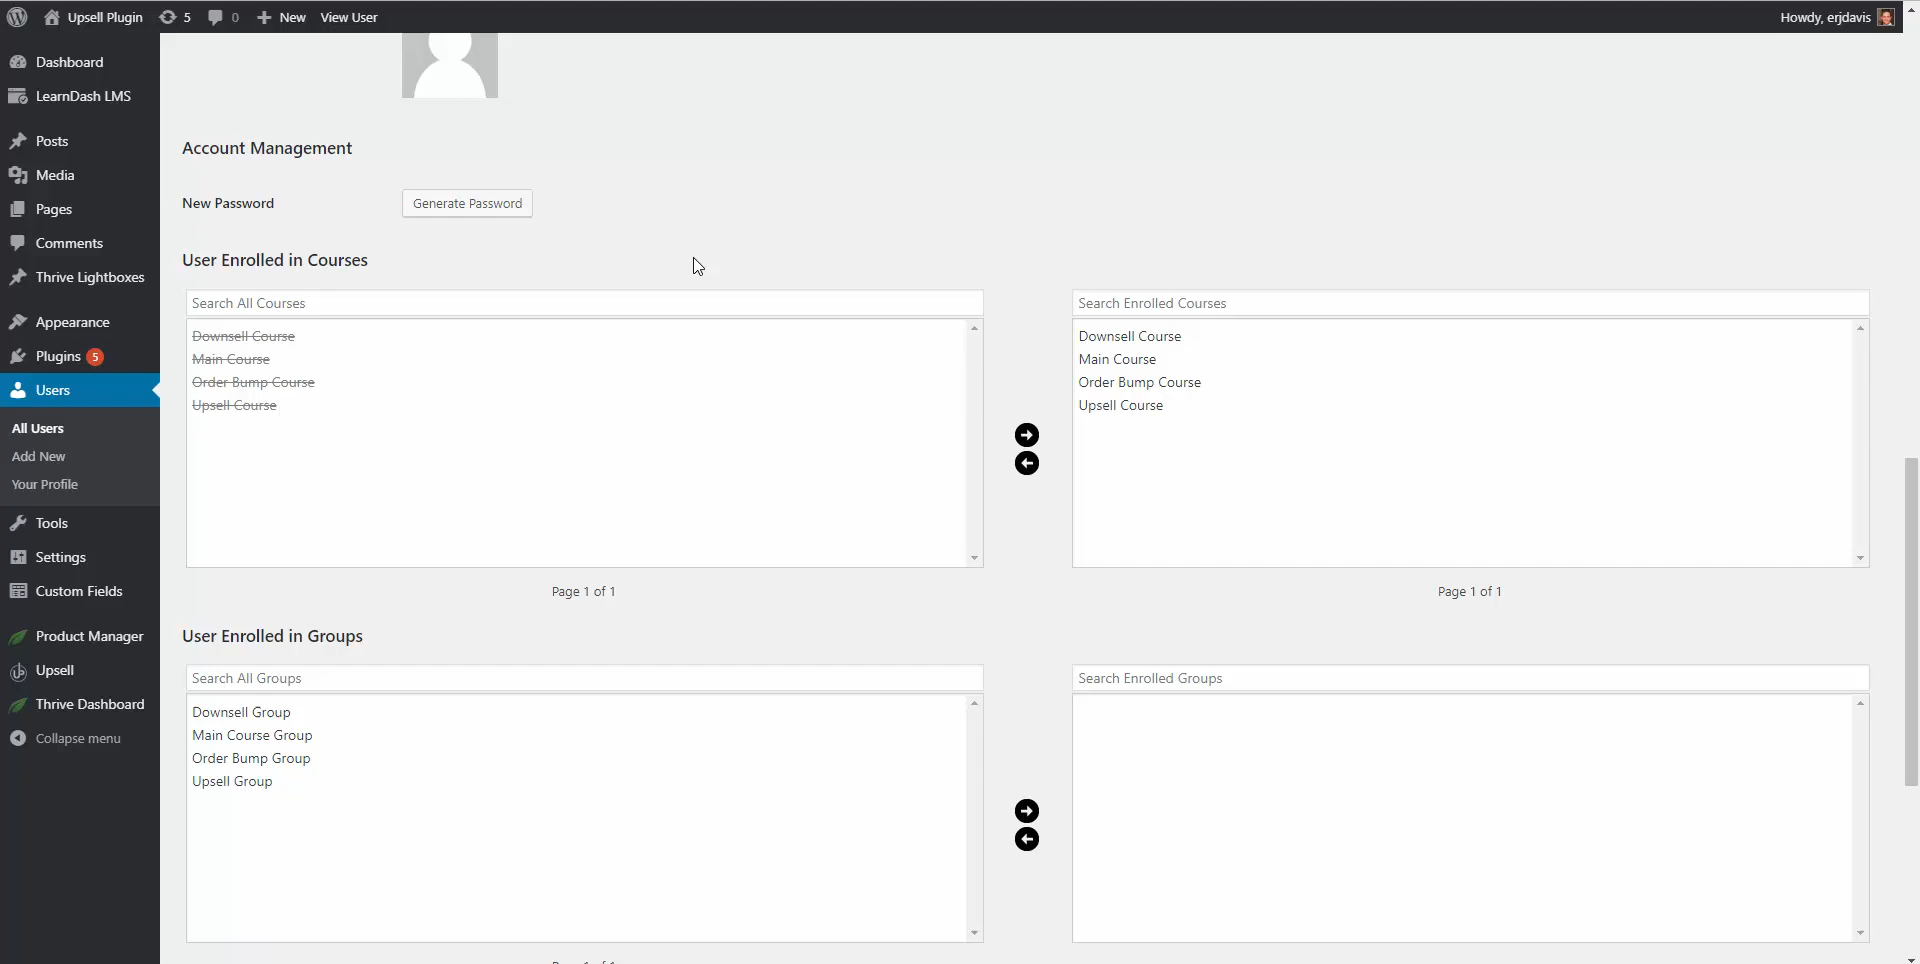 Upsell Plugin 5 0 New View User Howdy, erjdavis
Dashboard
LearnDash LMS
Posts
Media
Pages
Comments
Thrive Lightboxes
Appearance
Plugins 5
Users
All Users
Add New
Your Profile
Tools
Settings
Custom Fields
Product Manager
Upsell
Thrive Dashboard
Collapse menu
Account Management
New Password Generate Password
User Enrolled in Courses
Search All Courses
Downsell Course
Main Course
Order Bump Course
Upsell Course
Page 1 of 1
Search Enrolled Courses
Downsell Course
Main Course
Order Bump Course
Upsell Course
Page 1 of 1
User Enrolled in Groups
Search All Groups
Downsell Group
Main Course Group
Order Bump Group
Upsell Group
Search Enrolled Groups